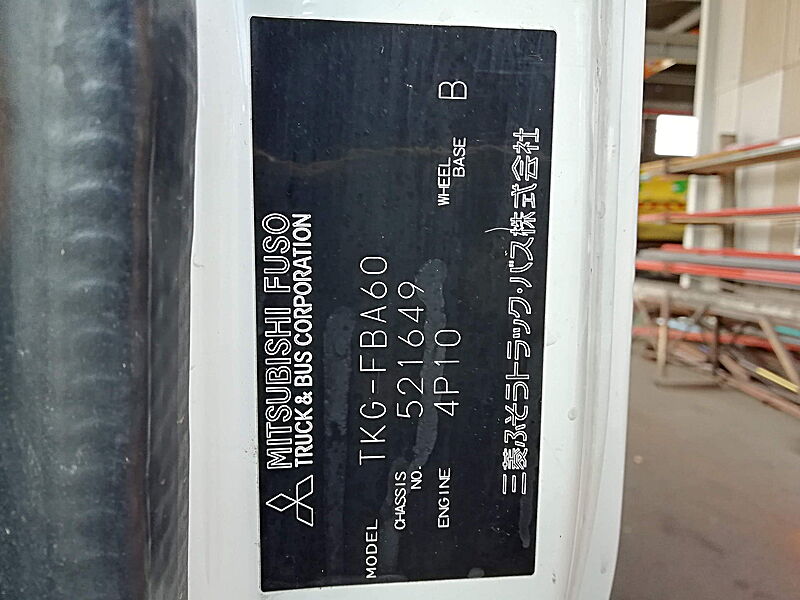 MITSUBISHI FUSO
TRUCK & BUS CORPORATION
MODEL TKG-FBA60
CHASSIS NO. 521649
ENGINE 4P10 WHEEL BASE B
三菱ふそうトラック・バス株式会社